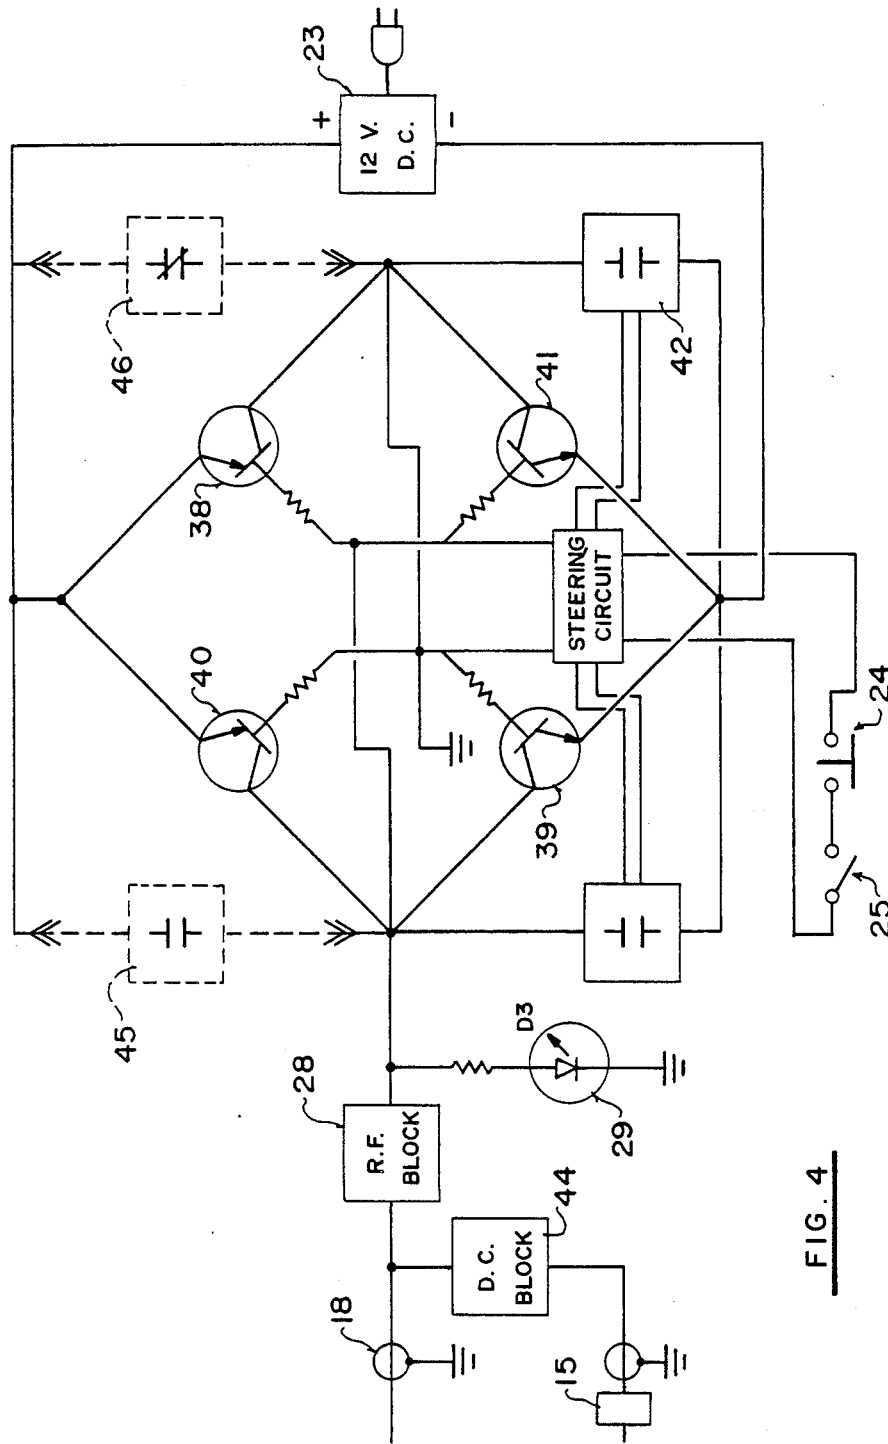 23
+
12 V.
D.C.
-
46
38
41
42
40
39
STEERING
CIRCUIT
24
25
45
D3
29
28
R.F.
BLOCK
44
D.C.
BLOCK
18
15
FIG. 4